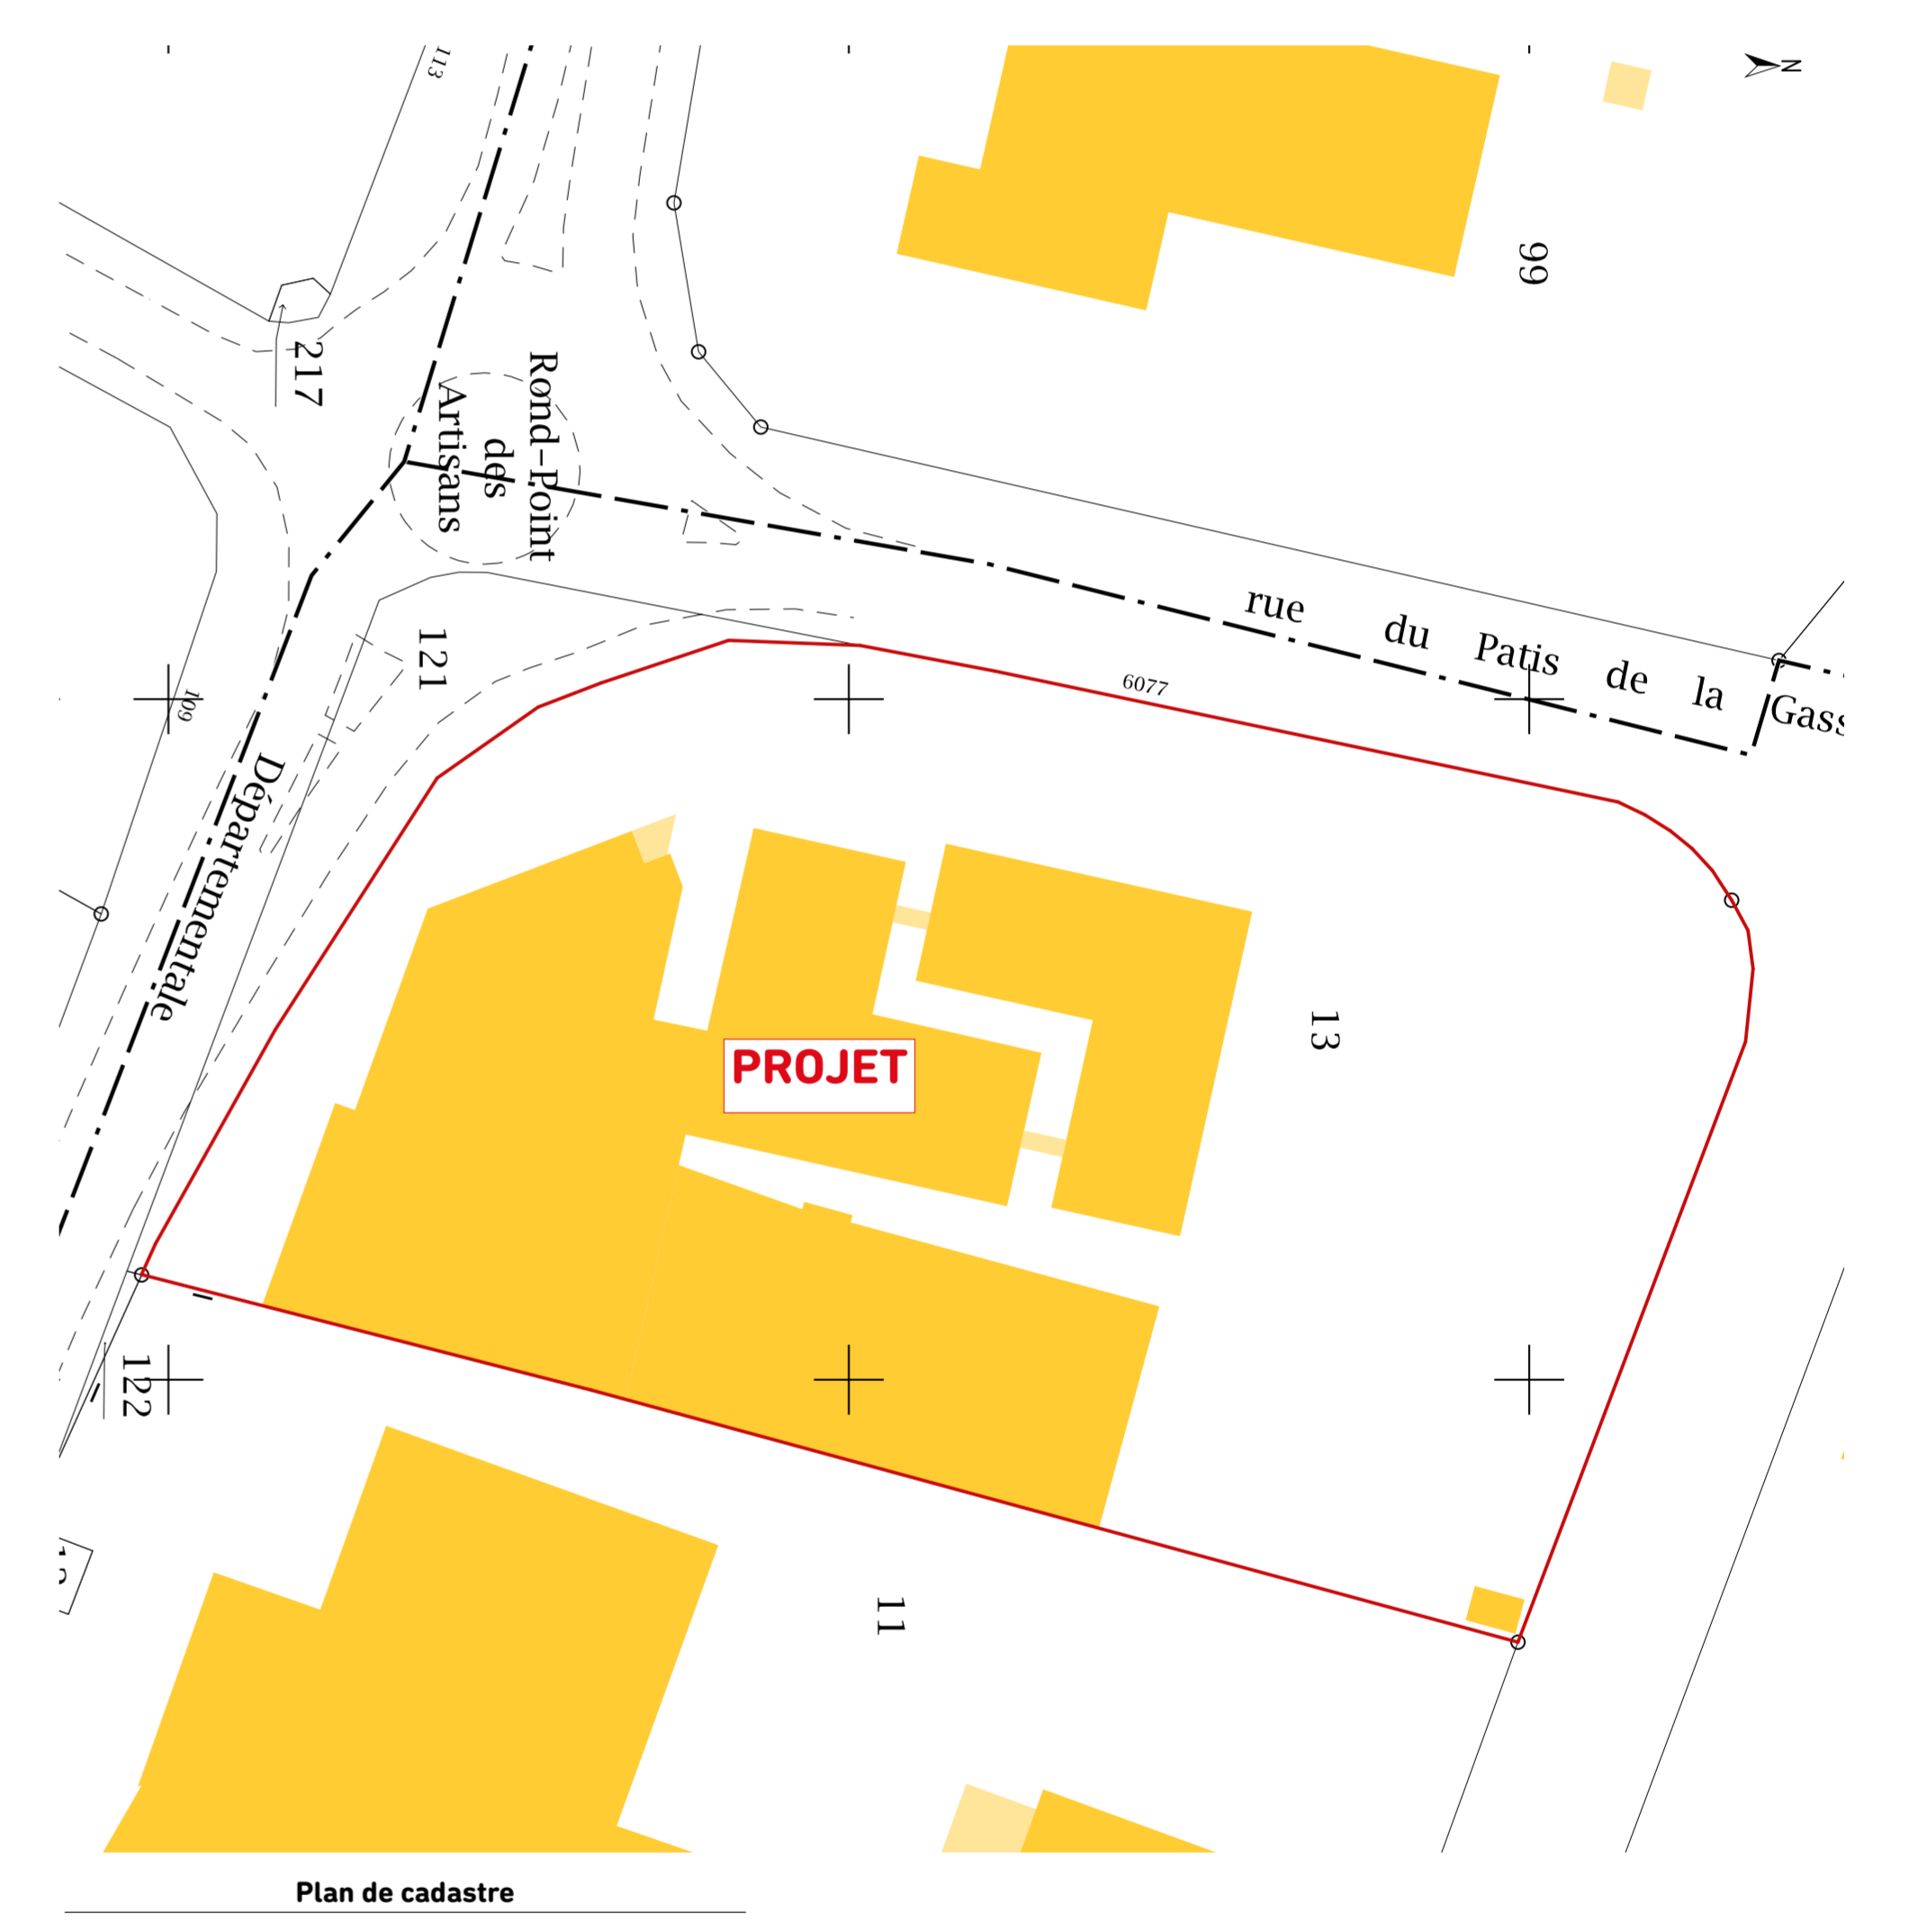 113
N
99
217
Rond-Point
des
Artisans
rue du Patis de la Gass
121
6077
109
Départementale
13
PROJET
122
11
Plan de cadastre